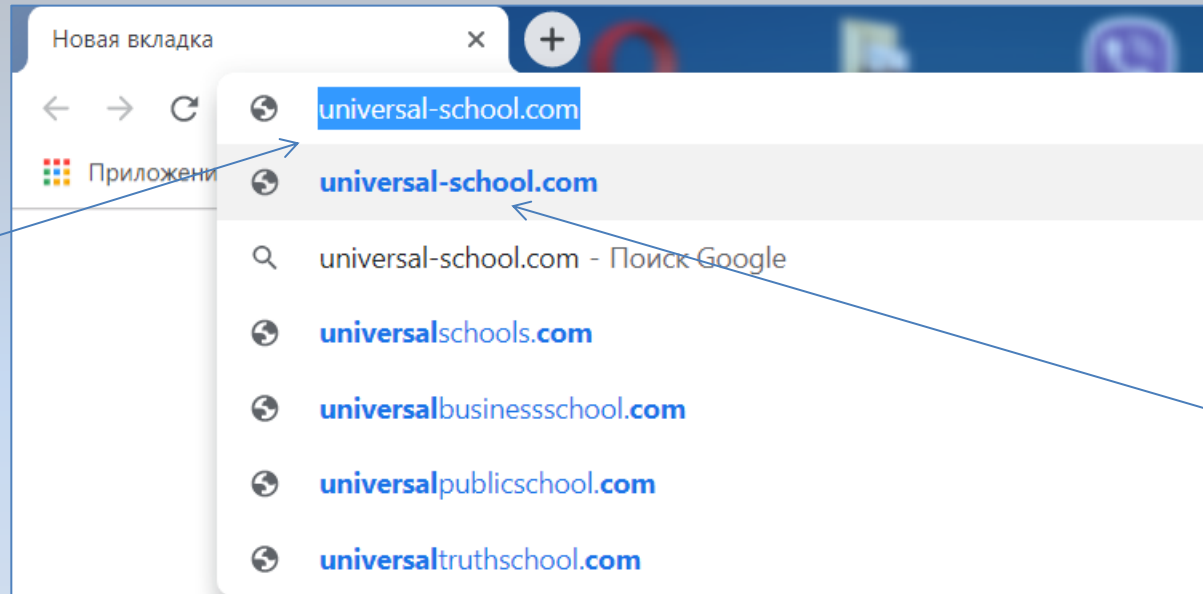 Новая вкладка
universal-school.com
Приложени
universal-school.com
universal-school.com - Поиск Google
universalschools.com
universalbusinessschool.com
universalpublicschool.com
universaltruthschool.com